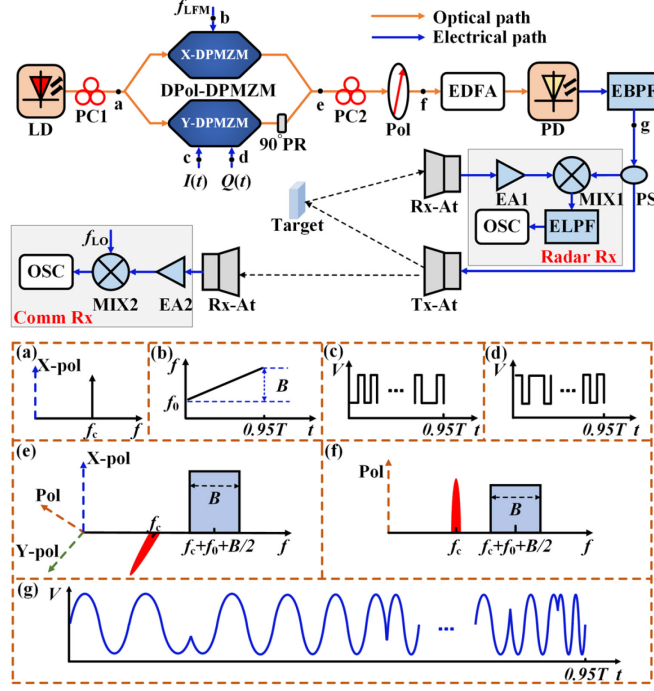 f_LFM
b
Optical path
Electrical path
X-DPMZM
DPol-DPMZM
Y-DPMZM
LD
PC1
a
e
PC2
Pol
f
EDFA
PD
EBPF
g
c
d
90°PR
I(t)
Q(t)
Rx-At
EA1
MIX1
PS
OSC
ELPF
Radar Rx
Target
f_LO
OSC
MIX2
EA2
Rx-At
Tx-At
Comm Rx
(a)
X-pol
f_c
f
(b)
f
f_0
B
0.95T t
(c)
V
...
0.95T t
(d)
V
...
0.95T t
(e)
X-pol
Pol
Y-pol
f_c
B
f_c+f_0+B/2
f
(f)
Pol
f_c
B
f_c+f_0+B/2
f
(g)
V
...
0.95T t